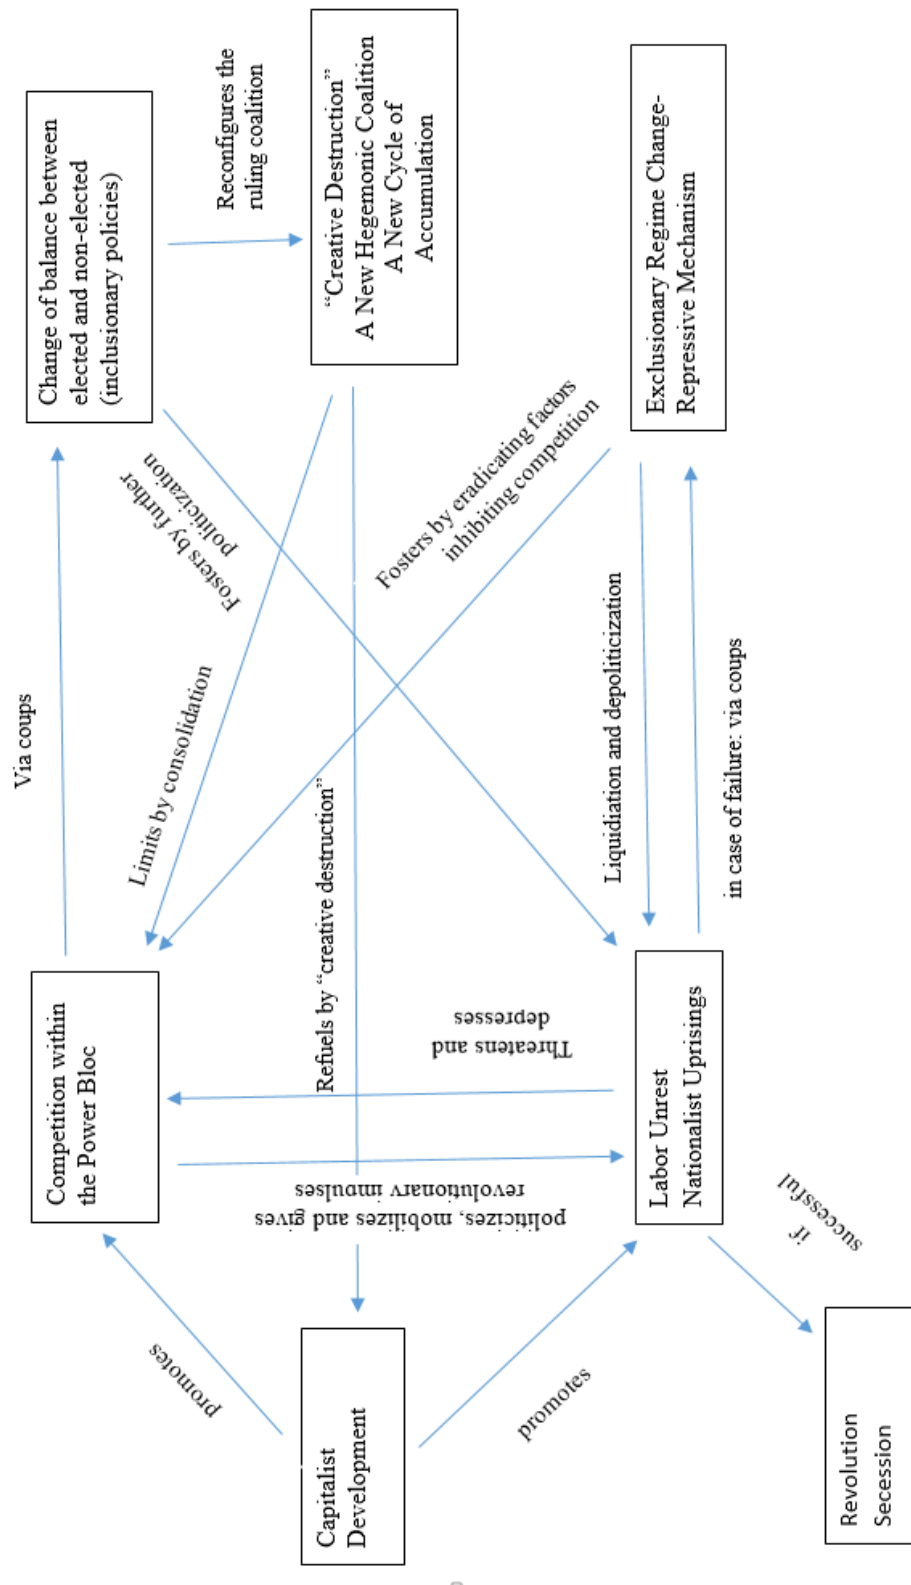 Capitalist
Development
promotes
promotes
Competition within
the Power Bloc
Via coups
Change of balance between
elected and non-elected
(inclusionary policies)
Reconfigures the
ruling coalition
“Creative Destruction”
A New Hegemonic Coalition
A New Cycle of
Accumulation
Limits by consolidation
Fosters by further
politicization
Refuels by “creative destruction”
Fosters by eradicating factors
inhibiting competition
politicizes, mobilizes and gives
revolutionary impulses
Threatens and
depresses
Labor Unrest
Nationalist Uprisings
Liquidiation and depoliticization
in case of failure: via coups
Exclusionary Regime Change-
Repressive Mechanism
if
successful
Revolution
Secession